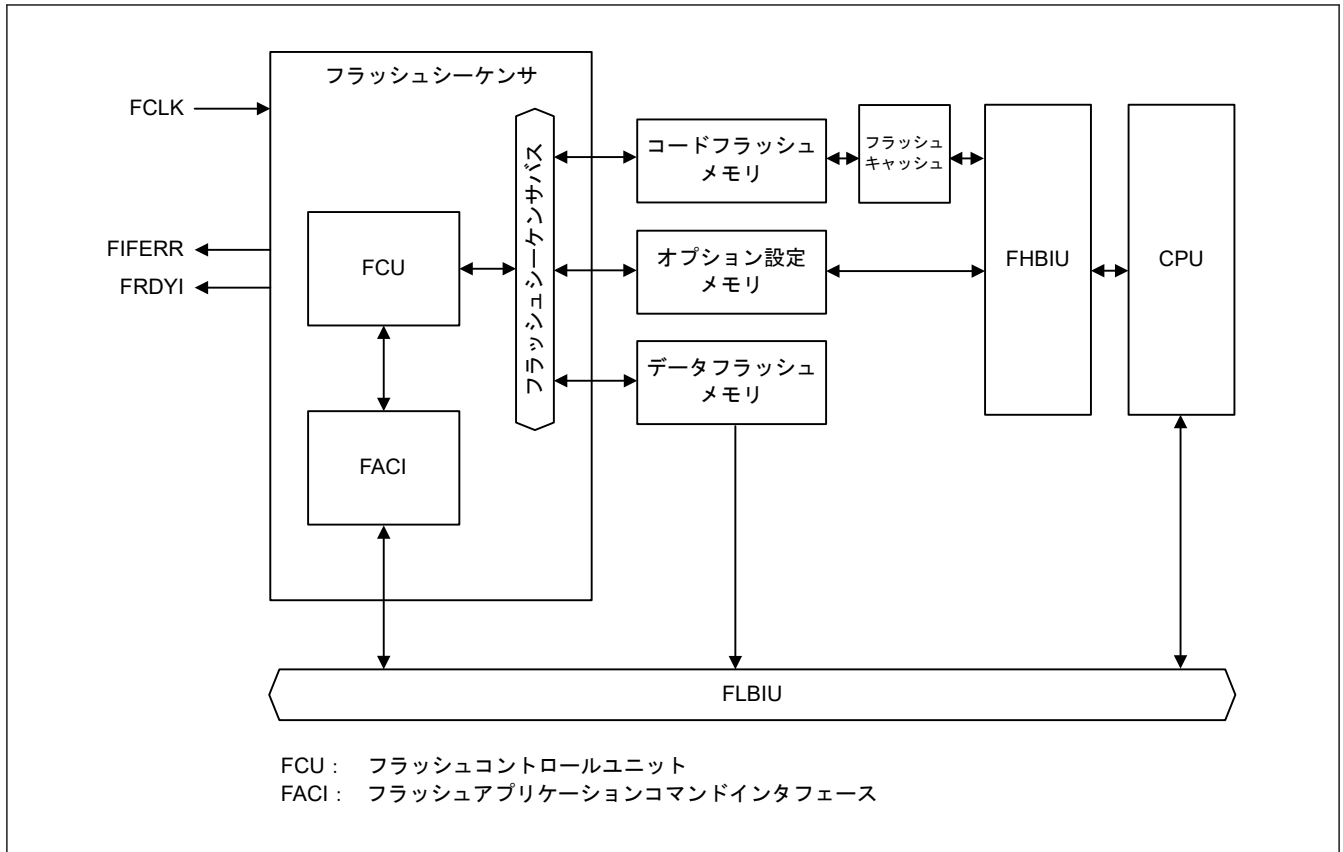 フラッシュシーケンサ
FCLK
FIFERR
FRDYI
FCU
FACI
フラッシュシーケンサバス
コードフラッシュ
メモリ
フラッシュ
キャッシュ
オプション設定
メモリ
データフラッシュ
メモリ
FHBIU
CPU
FLBIU
FCU : フラッシュコントロールユニット
FACI : フラッシュアプリケーションコマンドインタフェース